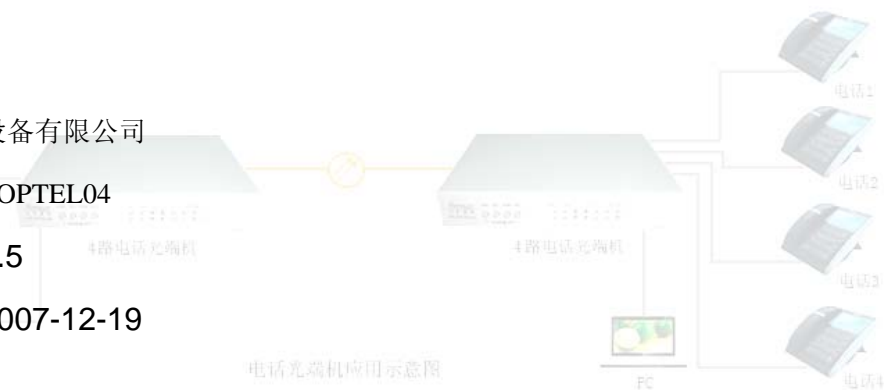 电话1
设备有限公司
OPTEL04
电话2
4路电话光端机
4路电话光端机
.5
电话3
007-12-19
电话光端机应用示意图
PC
电话4